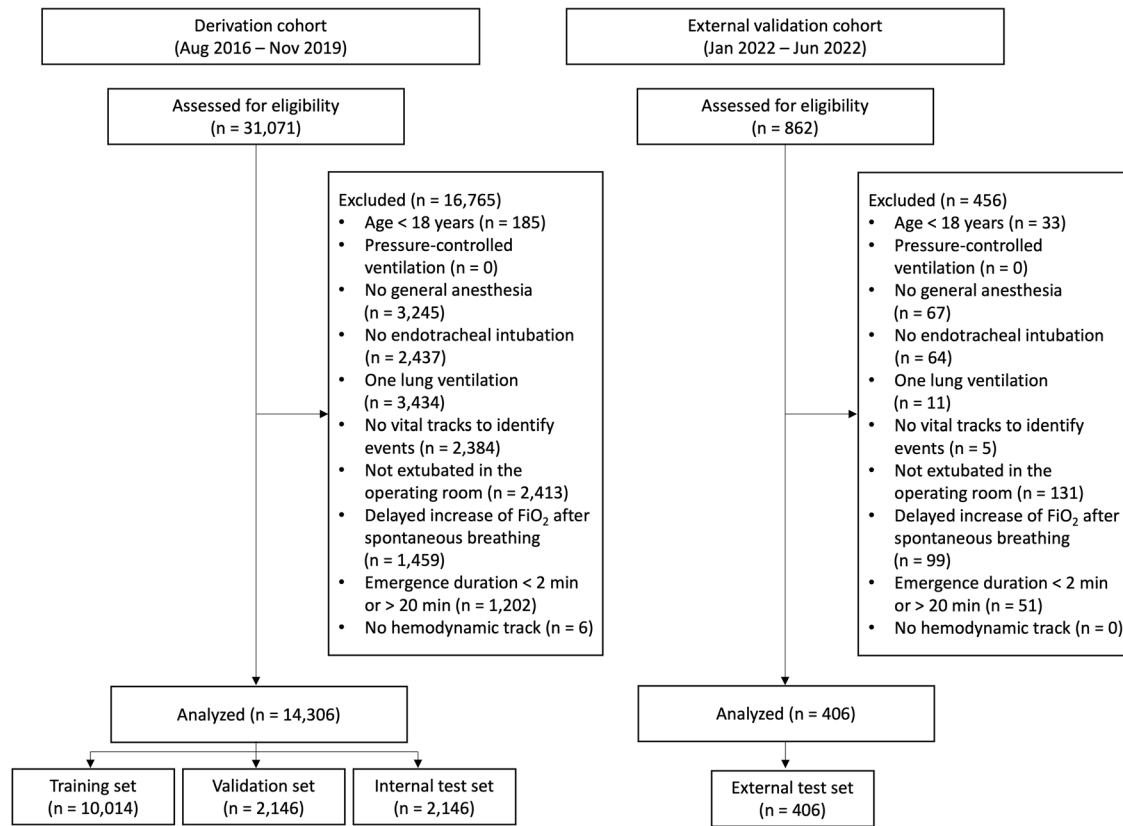 Derivation cohort
(Aug 2016 – Nov 2019)
Assessed for eligibility
(n = 31,071)
Excluded (n = 16,765)
• Age < 18 years (n = 185)
• Pressure-controlled
ventilation (n = 0)
• No general anesthesia
(n = 3,245)
• No endotracheal intubation
(n = 2,437)
• One lung ventilation
(n = 3,434)
• No vital tracks to identify
events (n = 2,384)
• Not extubated in the
operating room (n = 2,413)
• Delayed increase of FiO₂ after
spontaneous breathing
(n = 1,459)
• Emergence duration < 2 min
or > 20 min (n = 1,202)
• No hemodynamic track (n = 6)
Analyzed (n = 14,306)
Training set
(n = 10,014)
Validation set
(n = 2,146)
Internal test set
(n = 2,146)
External validation cohort
(Jan 2022 – Jun 2022)
Assessed for eligibility
(n = 862)
Excluded (n = 456)
• Age < 18 years (n = 33)
• Pressure-controlled
ventilation (n = 0)
• No general anesthesia
(n = 67)
• No endotracheal intubation
(n = 64)
• One lung ventilation
(n = 11)
• No vital tracks to identify
events (n = 5)
• Not extubated in the
operating room (n = 131)
• Delayed increase of FiO₂ after
spontaneous breathing
(n = 99)
• Emergence duration < 2 min
or > 20 min (n = 51)
• No hemodynamic track (n = 0)
Analyzed (n = 406)
External test set
(n = 406)